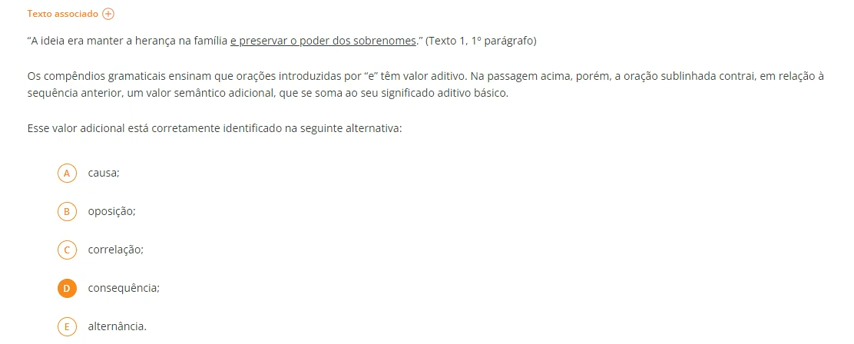 Texto associado
“A ideia era manter a herança na família e preservar o poder dos sobrenomes.” (Texto 1, 1º parágrafo)
Os compêndios gramaticais ensinam que orações introduzidas por “e” têm valor aditivo. Na passagem acima, porém, a oração sublinhada contrai, em relação à
sequência anterior, um valor semântico adicional, que se soma ao seu significado aditivo básico.
Esse valor adicional está corretamente identificado na seguinte alternativa:
A causa;
B oposição;
C correlação;
D consequência;
E alternância.